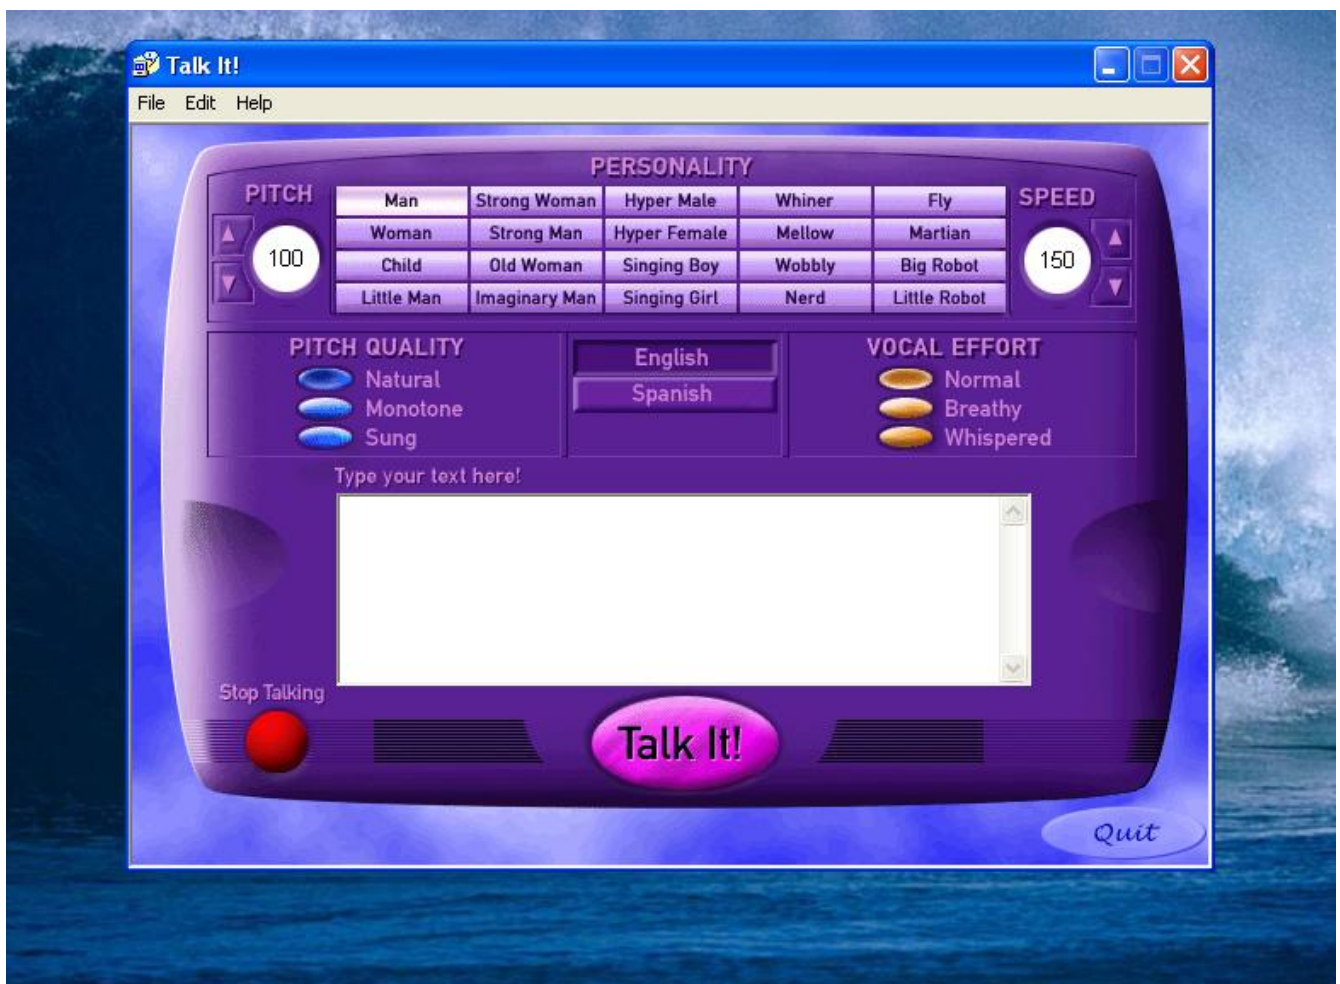 Talk It!
File Edit Help
PERSONALITY
PITCH
SPEED
Man Strong Woman Hyper Male Whiner Fly
Woman Strong Man Hyper Female Mellow Martian
100
150
Child Old Woman Singing Boy Wobbly Big Robot
Little Man Imaginary Man Singing Girl Nerd Little Robot
PITCH QUALITY
Natural
Monotone
Sung
English
Spanish
VOCAL EFFORT
Normal
Breathy
Whispered
Type your text here!
Stop Talking
Talk It!
Quit